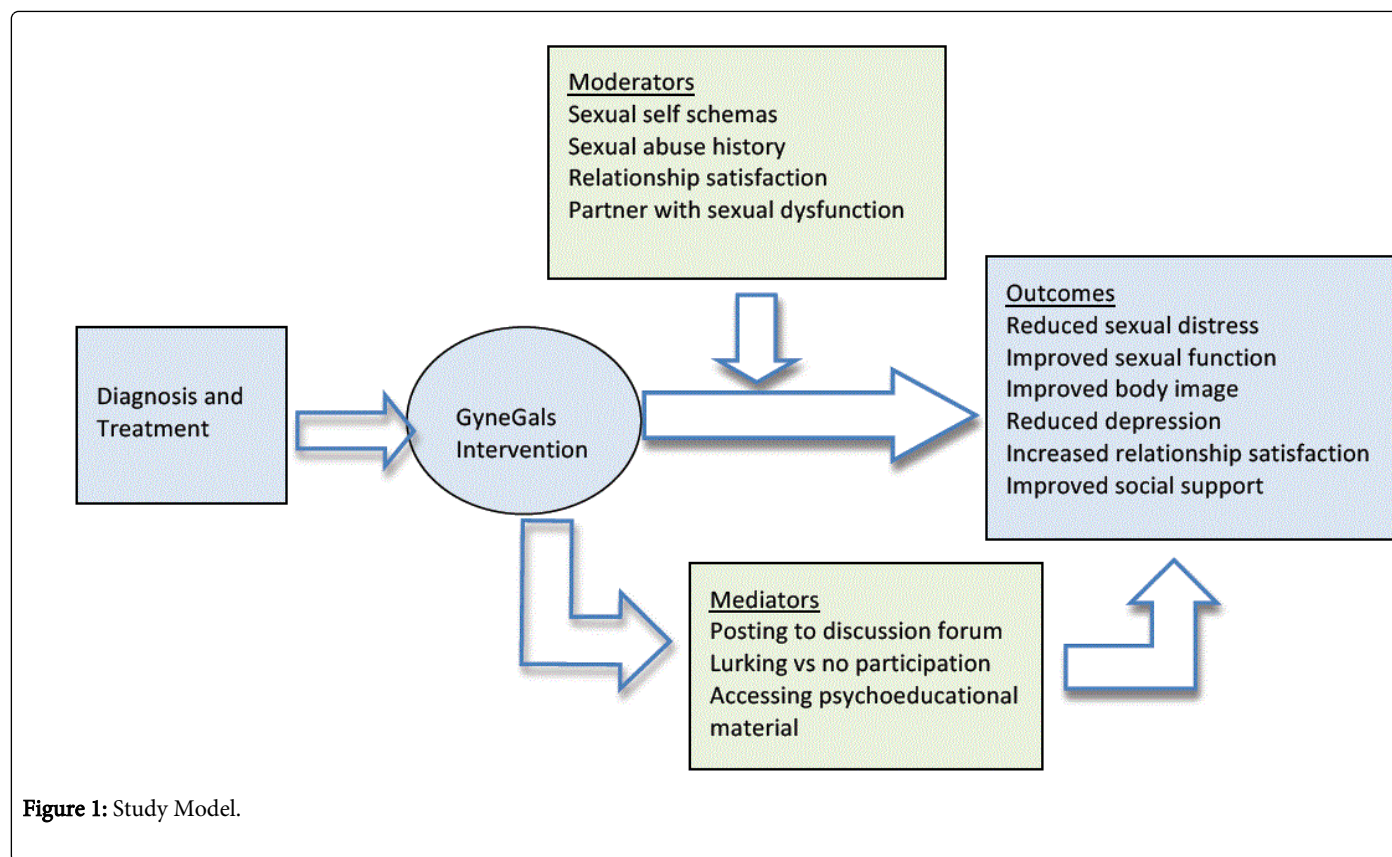 Moderators
Sexual self schemas
Sexual abuse history
Relationship satisfaction
Partner with sexual dysfunction
Diagnosis and
Treatment
GyneGals
Intervention
Outcomes
Reduced sexual distress
Improved sexual function
Improved body image
Reduced depression
Increased relationship satisfaction
Improved social support
Mediators
Posting to discussion forum
Lurking vs no participation
Accessing psychoeducational
material
Figure 1: Study Model.